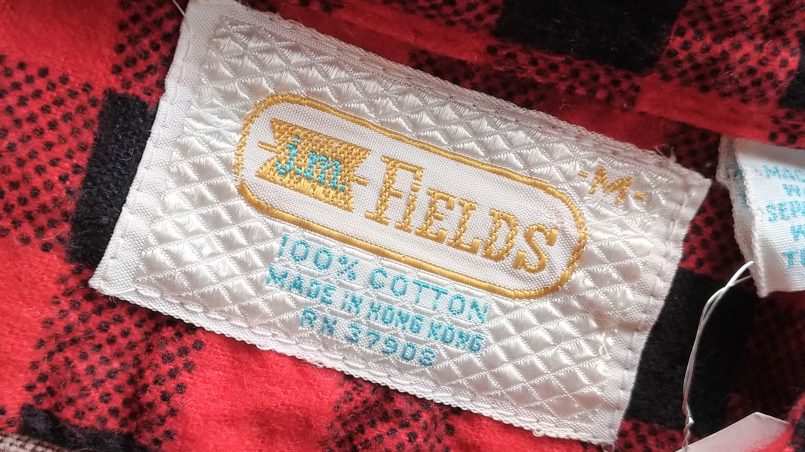 j.m. FIELDS
-M-
100% COTTON
MADE IN HONG KONG
RN 37908